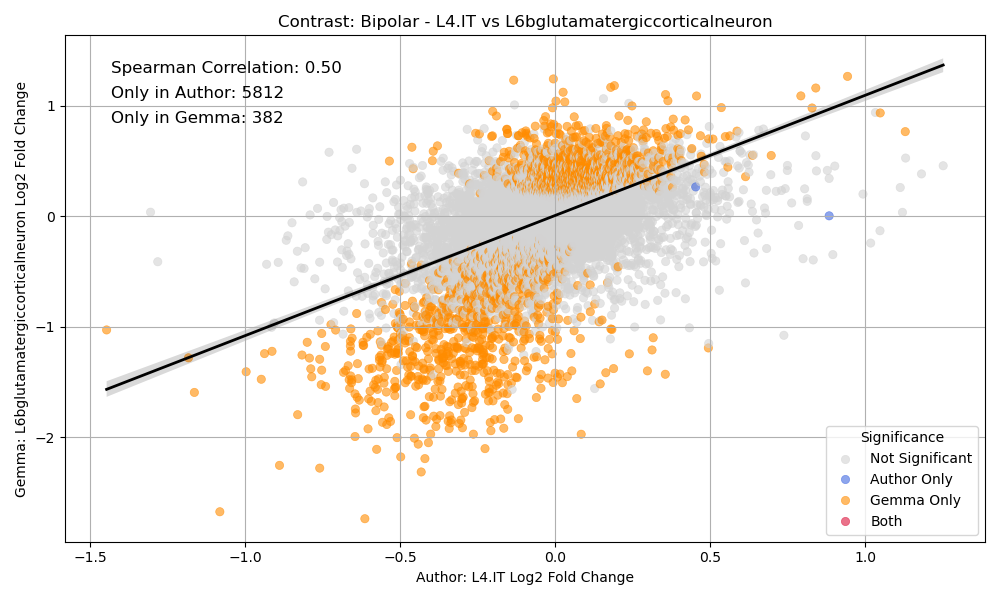 Contrast: Bipolar - L4.IT vs L6bglutamatergiccorticalneuron
Spearman Correlation: 0.50
Only in Author: 5812
Only in Gemma: 382
Gemma: L6bglutamatergiccorticalneuron Log2 Fold Change
1
0
−1
−2
Significance
Not Significant
Author Only
Gemma Only
Both
−1.5
−1.0
−0.5
0.0
0.5
1.0
Author: L4.IT Log2 Fold Change